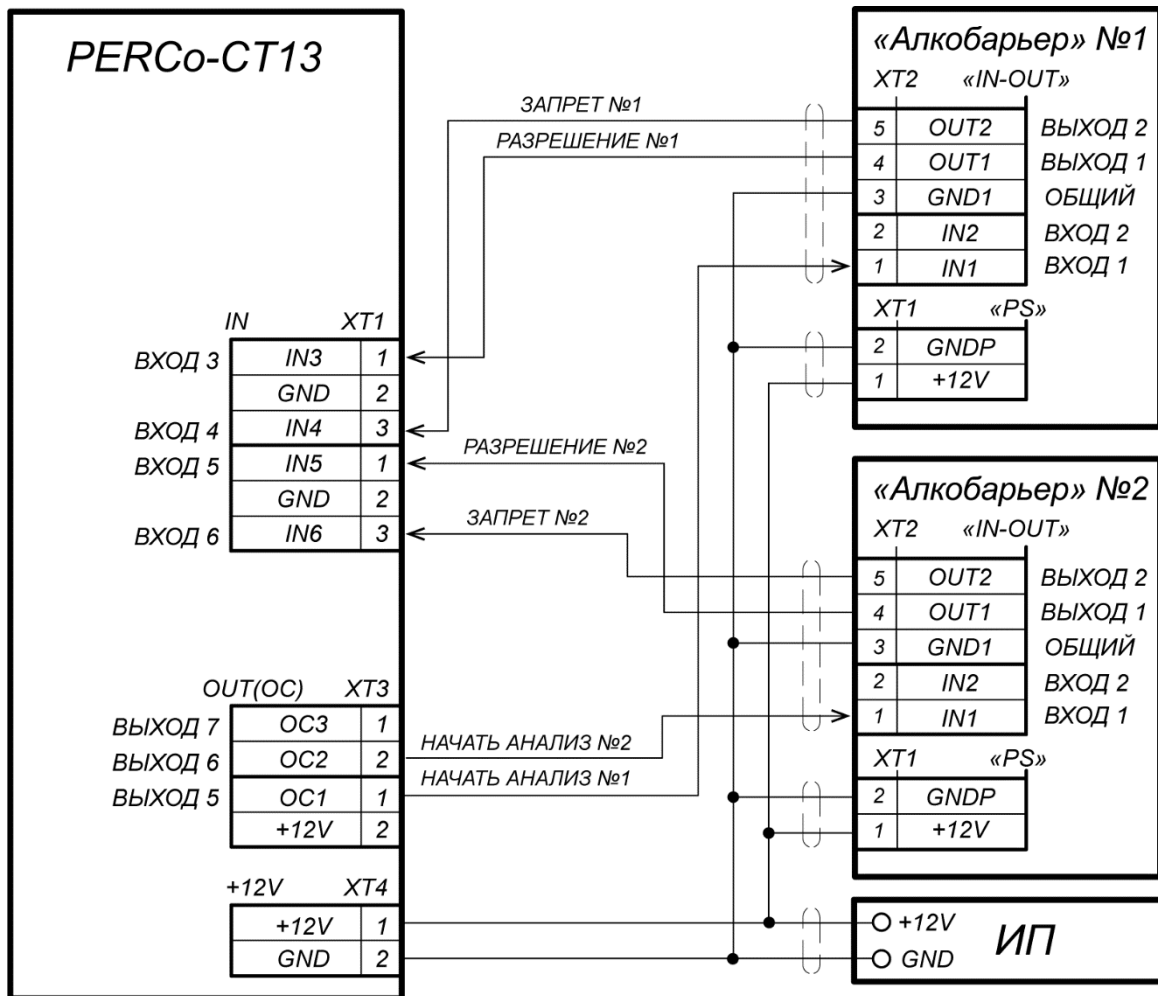 PERCo-CT13
«Алкобарьер» №1
XT2 «IN-OUT»
ЗАПРЕТ №1
5 OUT2 ВЫХОД 2
РАЗРЕШЕНИЕ №1
4 OUT1 ВЫХОД 1
3 GND1 ОБЩИЙ
2 IN2 ВХОД 2
1 IN1 ВХОД 1
XT1 «PS»
2 GNDP
1 +12V
IN XT1
ВХОД 3 IN3 1
GND 2
ВХОД 4 IN4 3
ВХОД 5 IN5 1
GND 2
ВХОД 6 IN6 3
РАЗРЕШЕНИЕ №2
ЗАПРЕТ №2
«Алкобарьер» №2
XT2 «IN-OUT»
5 OUT2 ВЫХОД 2
4 OUT1 ВЫХОД 1
3 GND1 ОБЩИЙ
2 IN2 ВХОД 2
1 IN1 ВХОД 1
XT1 «PS»
2 GNDP
1 +12V
OUT(OC) XT3
ВЫХОД 7 OC3 1
ВЫХОД 6 OC2 2
ВЫХОД 5 OC1 1
+12V 2
НАЧАТЬ АНАЛИЗ №2
НАЧАТЬ АНАЛИЗ №1
+12V XT4
+12V 1
GND 2
+12V
GND
ИП